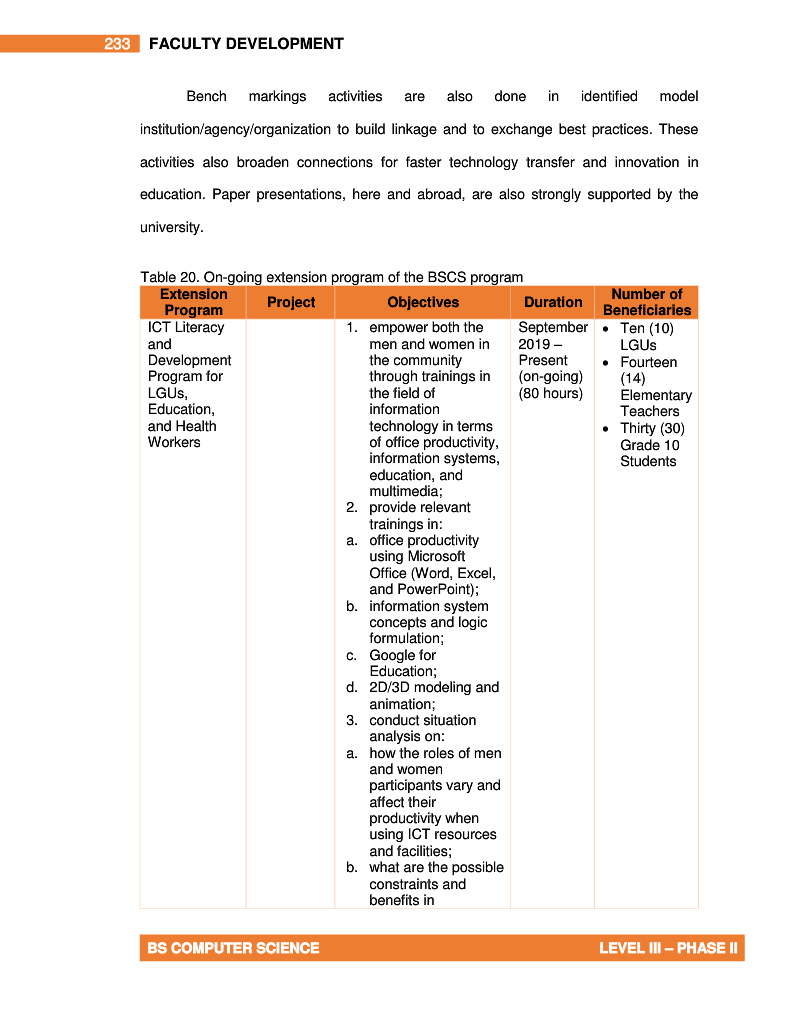 233 FACULTY DEVELOPMENT
Bench markings activities are also done in identified model
institution/agency/organization to build linkage and to exchange best practices. These
activities also broaden connections for faster technology transfer and innovation in
education. Paper presentations, here and abroad, are also strongly supported by the
university.
Table 20. On-going extension program of the BSCS program
Extension
Program
Project
Objectives
Duration
Number of
Beneficiaries
ICT Literacy
and
Development
Program for
LGUs,
Education,
and Health
Workers
1. empower both the
men and women in
the community
through trainings in
the field of
information
technology in terms
of office productivity,
information systems,
education, and
multimedia;
2. provide relevant
trainings in:
a. office productivity
using Microsoft
Office (Word, Excel,
and PowerPoint);
b. information system
concepts and logic
formulation;
c. Google for
Education;
d. 2D/3D modeling and
animation;
3. conduct situation
analysis on:
a. how the roles of men
and women
participants vary and
affect their
productivity when
using ICT resources
and facilities;
b. what are the possible
constraints and
benefits in
September
2019 –
Present
(on-going)
(80 hours)
• Ten (10)
LGUs
• Fourteen
(14)
Elementary
Teachers
• Thirty (30)
Grade 10
Students
BS COMPUTER SCIENCE LEVEL III – PHASE II